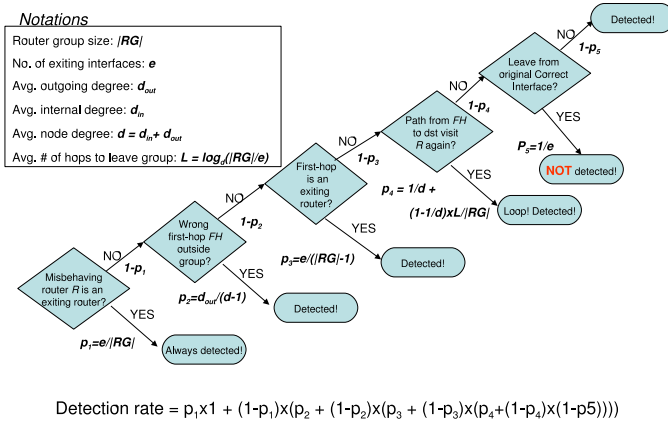 Notations
Router group size: |RG|
No. of exiting interfaces: e
Avg. outgoing degree: dout
Avg. internal degree: din
Avg. node degree: d = din + dout
Avg. # of hops to leave group: L = logd(|RG|/e)
Misbehaving
router R is an
exiting router?
NO
1-p1
YES
p1=e/|RG|
Always detected!
Wrong
first-hop FH
outside
group?
NO
1-p2
YES
p2=dout/(d-1)
Detected!
First-hop
is an
exiting
router?
NO
1-p3
YES
p3=e/(|RG|-1)
Detected!
Path from FH
to dst visit
R again?
NO
1-p4
YES
p4 = 1/d +
(1-1/d)xL/|RG|
Loop! Detected!
Leave from
original Correct
Interface?
NO
1-p5
Detected!
YES
P5=1/e
NOT detected!
Detection rate = p1x1 + (1-p1)x(p2 + (1-p2)x(p3 + (1-p3)x(p4+(1-p4)x(1-p5))))